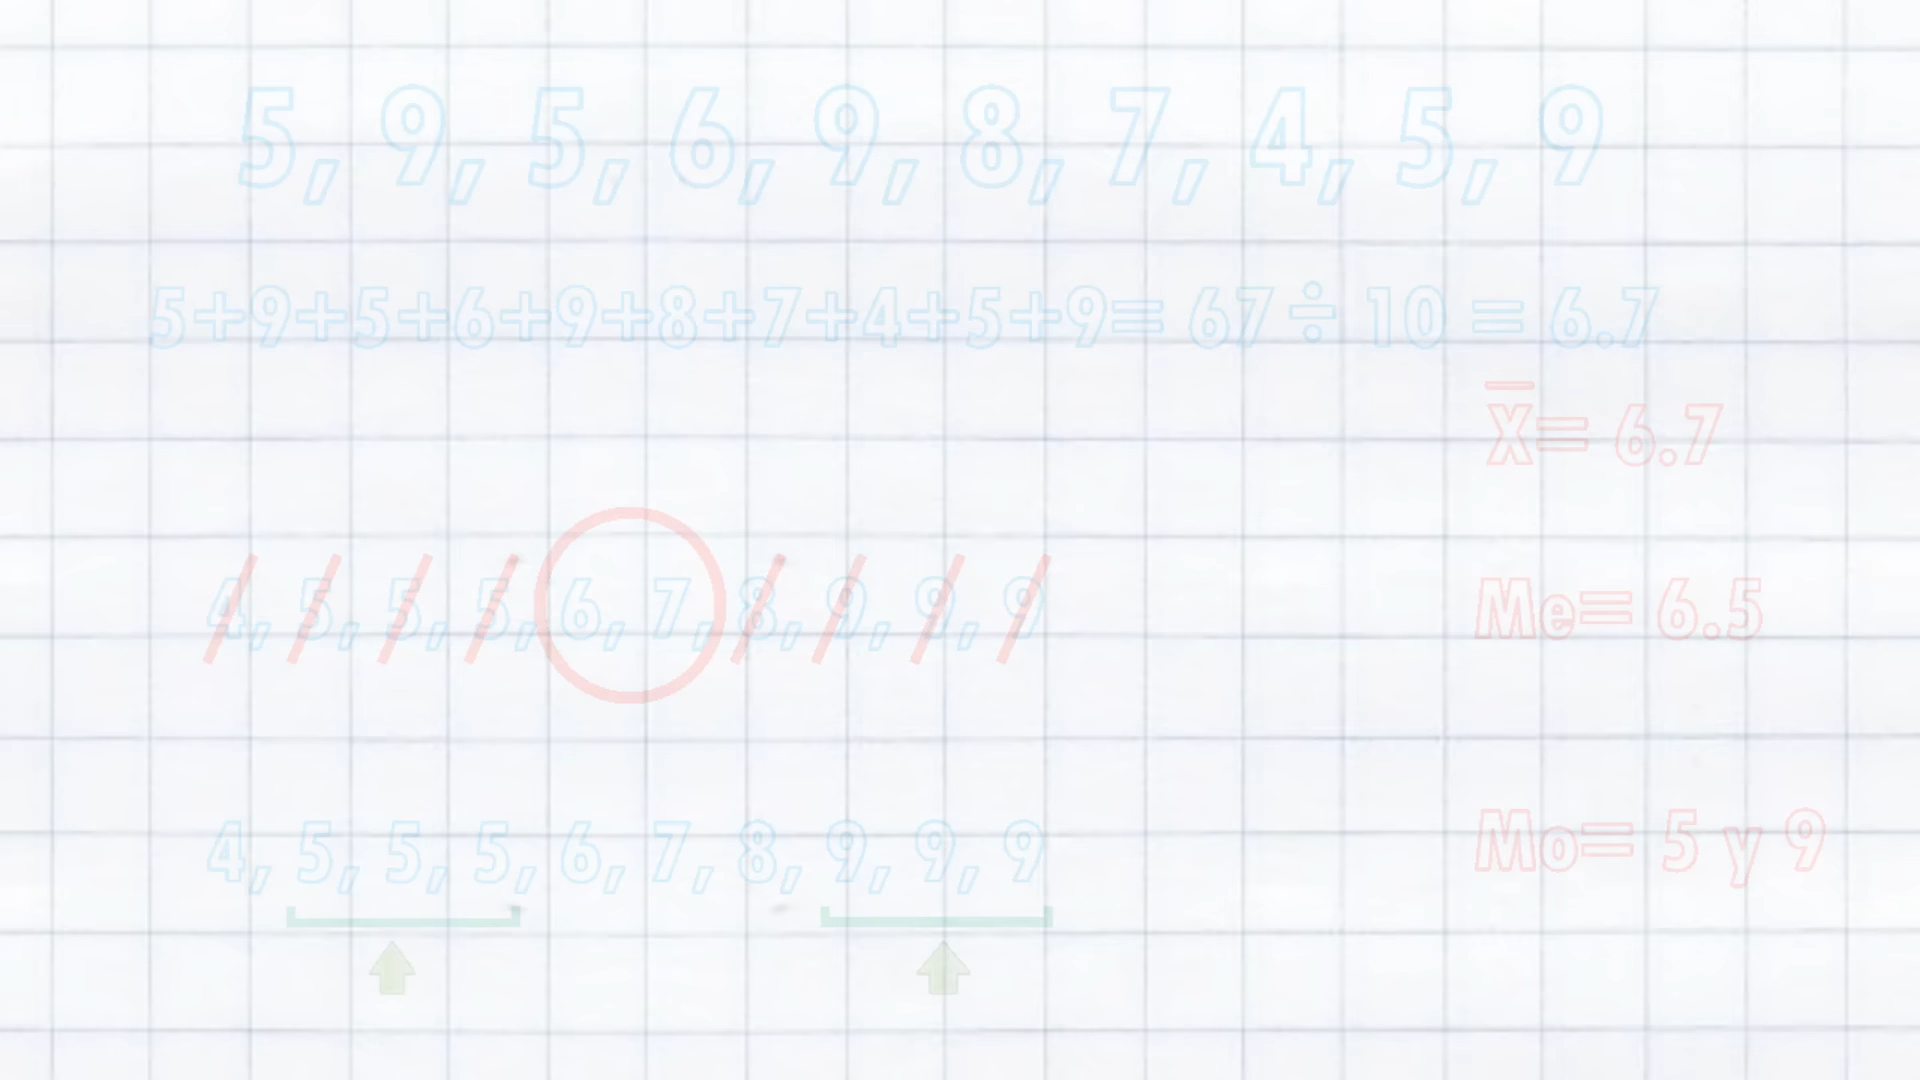 5, 9, 5, 6, 9, 8, 7, 4, 5, 9
5+9+5+6+9+8+7+4+5+9= 67 ÷ 10 = 6.7
X̅= 6.7
4, 5, 5, 5, 6, 7, 8, 9, 9, 9
Me= 6.5
4, 5, 5, 5, 6, 7, 8, 9, 9, 9
Mo= 5 y 9